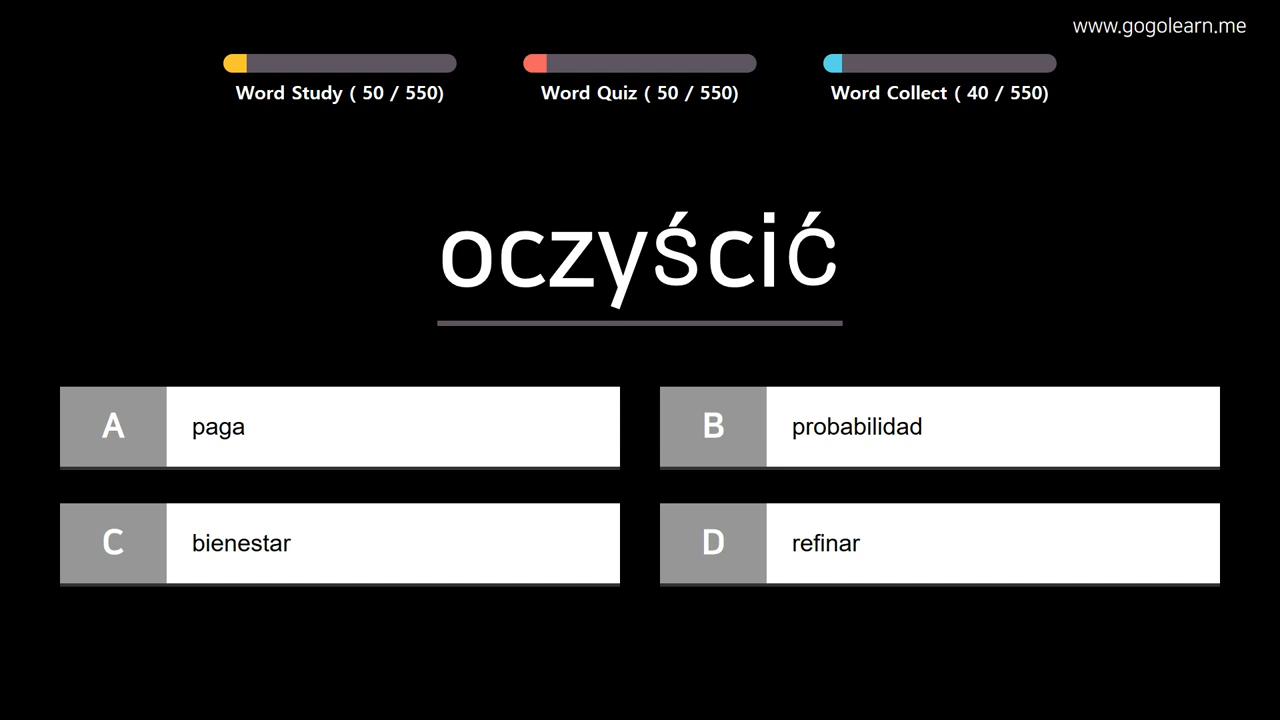 www.gogolearn.me
Word Study ( 50 / 550)
Word Quiz ( 50 / 550)
Word Collect ( 40 / 550)
oczyścić
A paga
B probabilidad
C bienestar
D refinar